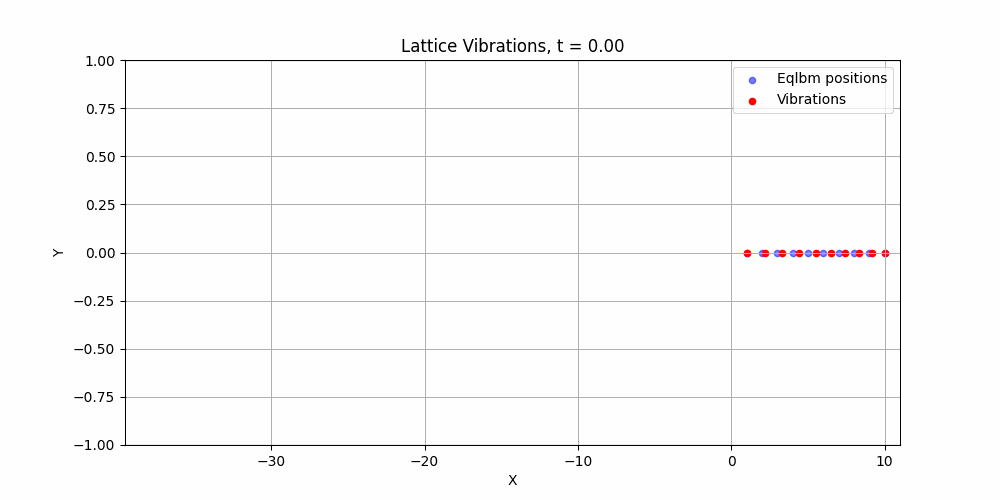 Lattice Vibrations, t = 0.00
Eqlbm positions
Vibrations
1.00
0.75
0.50
0.25
0.00
−0.25
−0.50
−0.75
−1.00
Y
−30
−20
−10
0
10
X